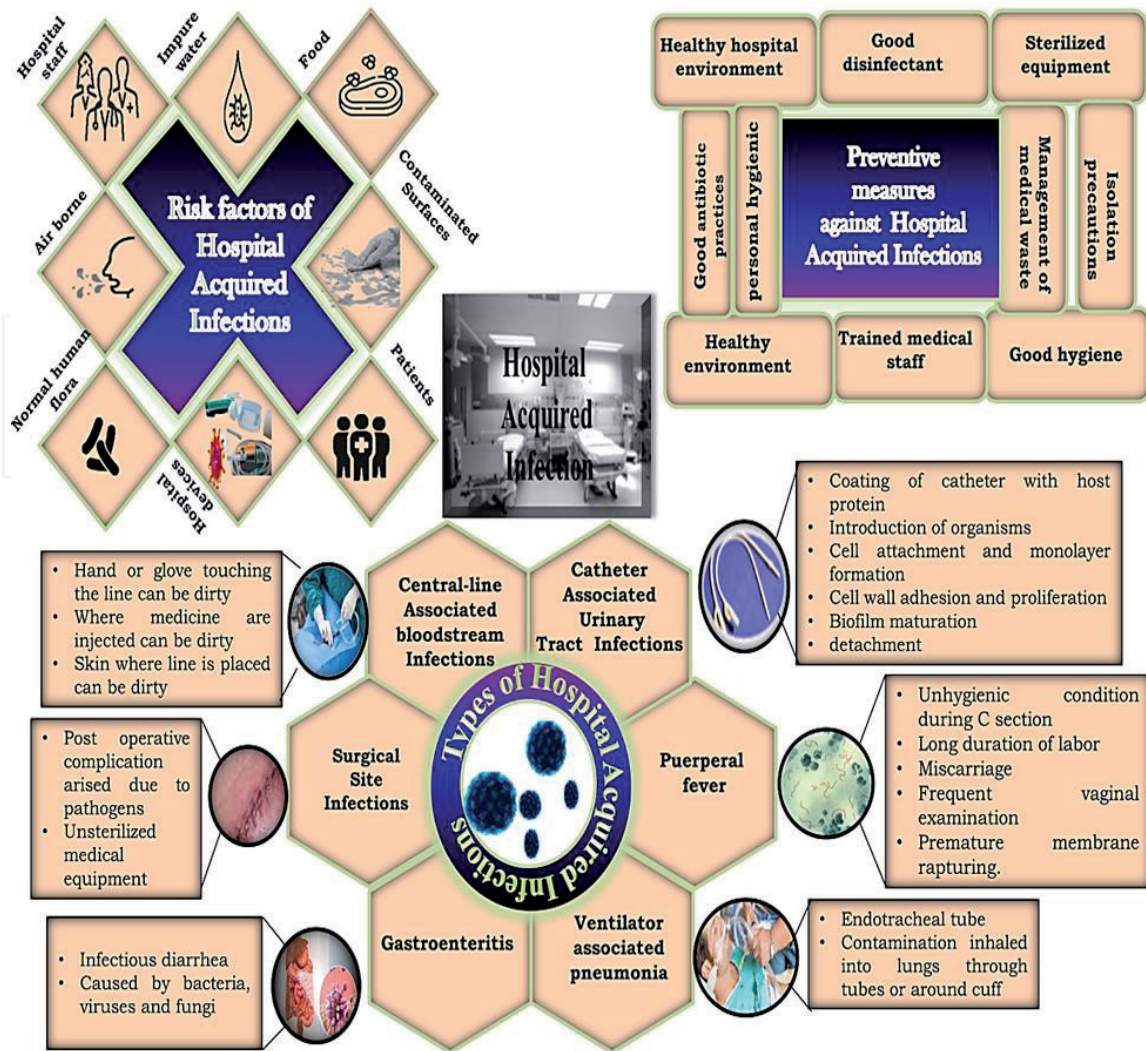 Hospital
staff
Impure
water
Food
Air borne
Contaminated
Surfaces
Normal human
flora
Hospital
devices
Patients
Risk factors of
Hospital
Acquired
Infections
Healthy hospital
environment
Good
disinfectant
Sterilized
equipment
Good antibiotic
practices
personal hygienic
Preventive
measures
against Hospital
Acquired Infections
Management of
medical waste
Isolation
precautions
Healthy
environment
Trained medical
staff
Good hygiene
Hospital
Acquired
Infection
• Hand or glove touching
the line can be dirty
• Where medicine are
injected can be dirty
• Skin where line is placed
can be dirty
Central-line
Associated
bloodstream
Infections
Catheter
Associated
Urinary
Tract Infections
• Coating of catheter with host
protein
• Introduction of organisms
• Cell attachment and monolayer
formation
• Cell wall adhesion and proliferation
• Biofilm maturation
• detachment
• Post operative
complication
arised due to
pathogens
• Unsterilized
medical
equipment
Surgical
Site
Infections
Types of Hospital Acquired Infections
Puerperal
fever
• Unhygienic condition
during C section
• Long duration of labor
• Miscarriage
• Frequent vaginal
examination
• Premature membrane
rapturing.
• Infectious diarrhea
• Caused by bacteria,
viruses and fungi
Gastroenteritis
Ventilator
associated
pneumonia
• Endotracheal tube
• Contamination inhaled
into lungs through
tubes or around cuff